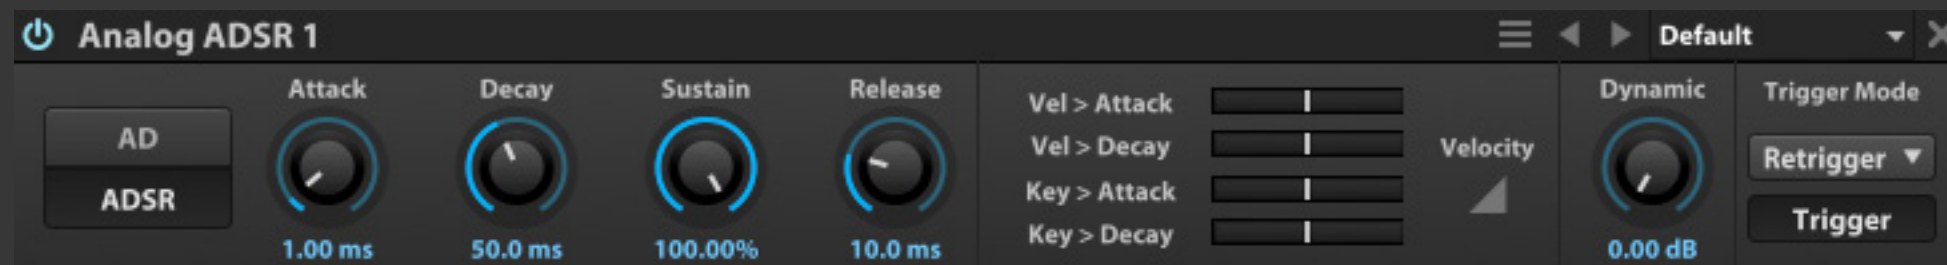 Analog ADSR 1
Default
AD
ADSR
Attack
1.00 ms
Decay
50.0 ms
Sustain
100.00%
Release
10.0 ms
Vel > Attack
Vel > Decay
Key > Attack
Key > Decay
Velocity
Dynamic
0.00 dB
Trigger Mode
Retrigger
Trigger